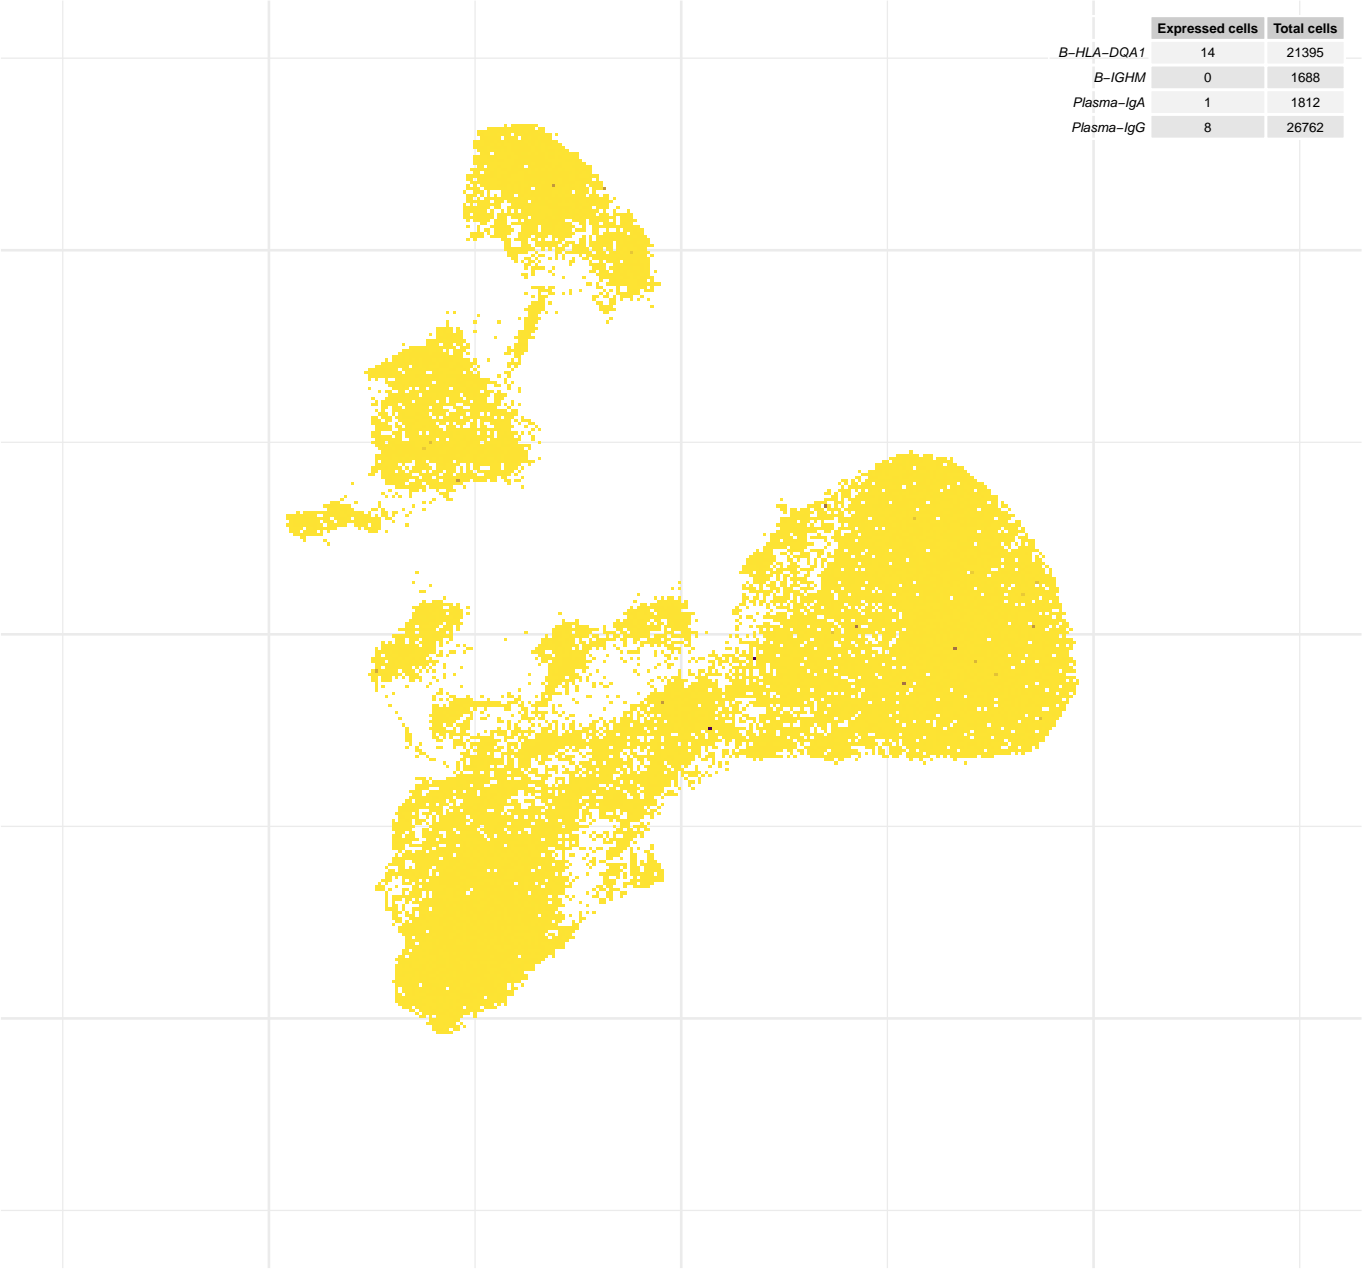 Expressed cells Total cells
B–HLA–DQA1 14 21395
B–IGHM 0 1688
Plasma–IgA 1 1812
Plasma–IgG 8 26762